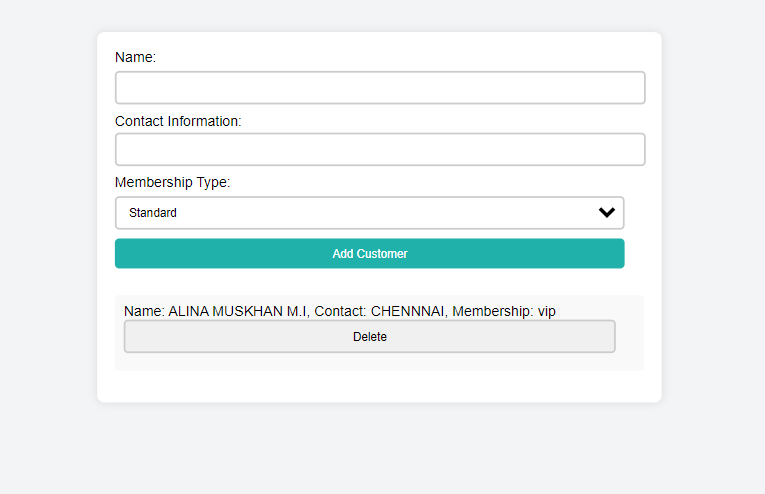 Name:
Contact Information:
Membership Type:
Standard
Add Customer
Name: ALINA MUSKHAN M.I, Contact: CHENNNAI, Membership: vip
Delete